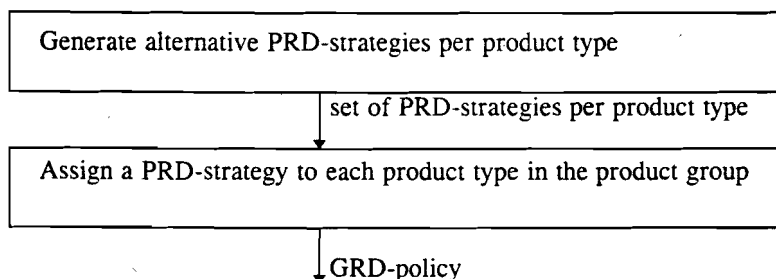 Generate alternative PRD-strategies per product type
set of PRD-strategies per product type
Assign a PRD-strategy to each product type in the product group
GRD-policy